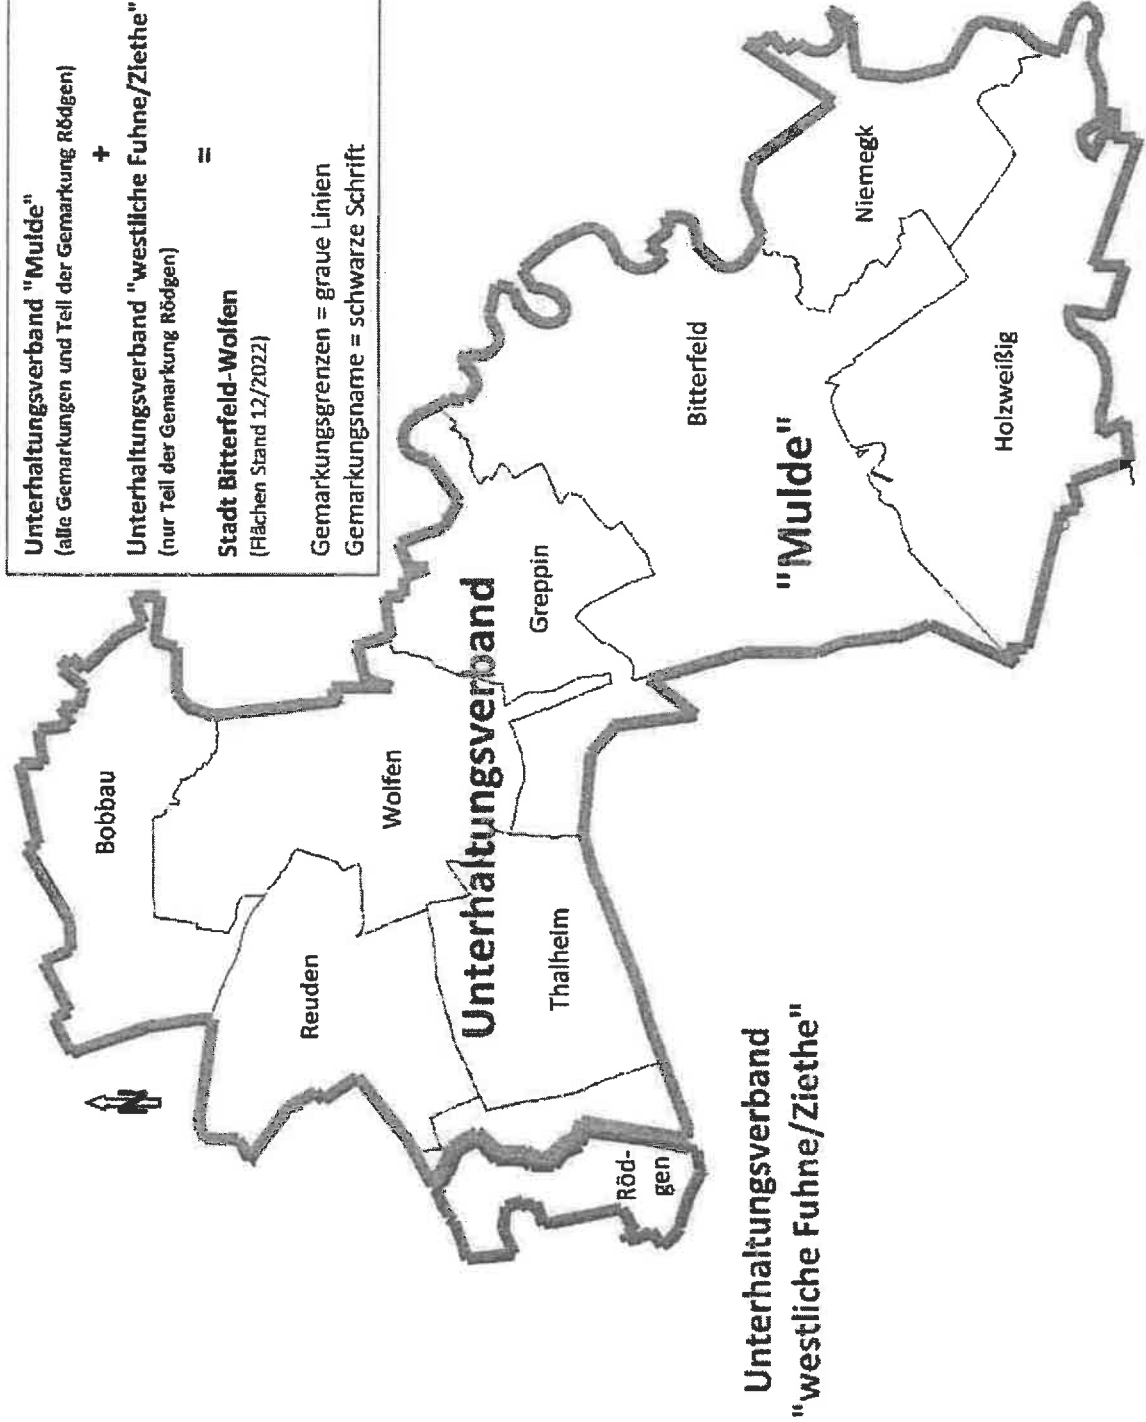 Unterhaltungsverband "Mulde"
(alle Gemarkungen und Teil der Gemarkung Rödgen)
+
Unterhaltungsverband "westliche Fuhne/Ziethe"
(nur Teil der Gemarkung Rödgen)
=
Stadt Bitterfeld-Wolfen
(Flächen Stand 12/2022)
Gemarkungsgrenzen = graue Linien
Gemarkungsname = schwarze Schrift
N
Bobbau
Reuden
Wolfen
Greppin
Unterhaltungsverband
"Mulde"
Thalheim
Röd-
gen
Bitterfeld
Niemegk
Holzweißig
Unterhaltungsverband
"westliche Fuhne/Ziethe"